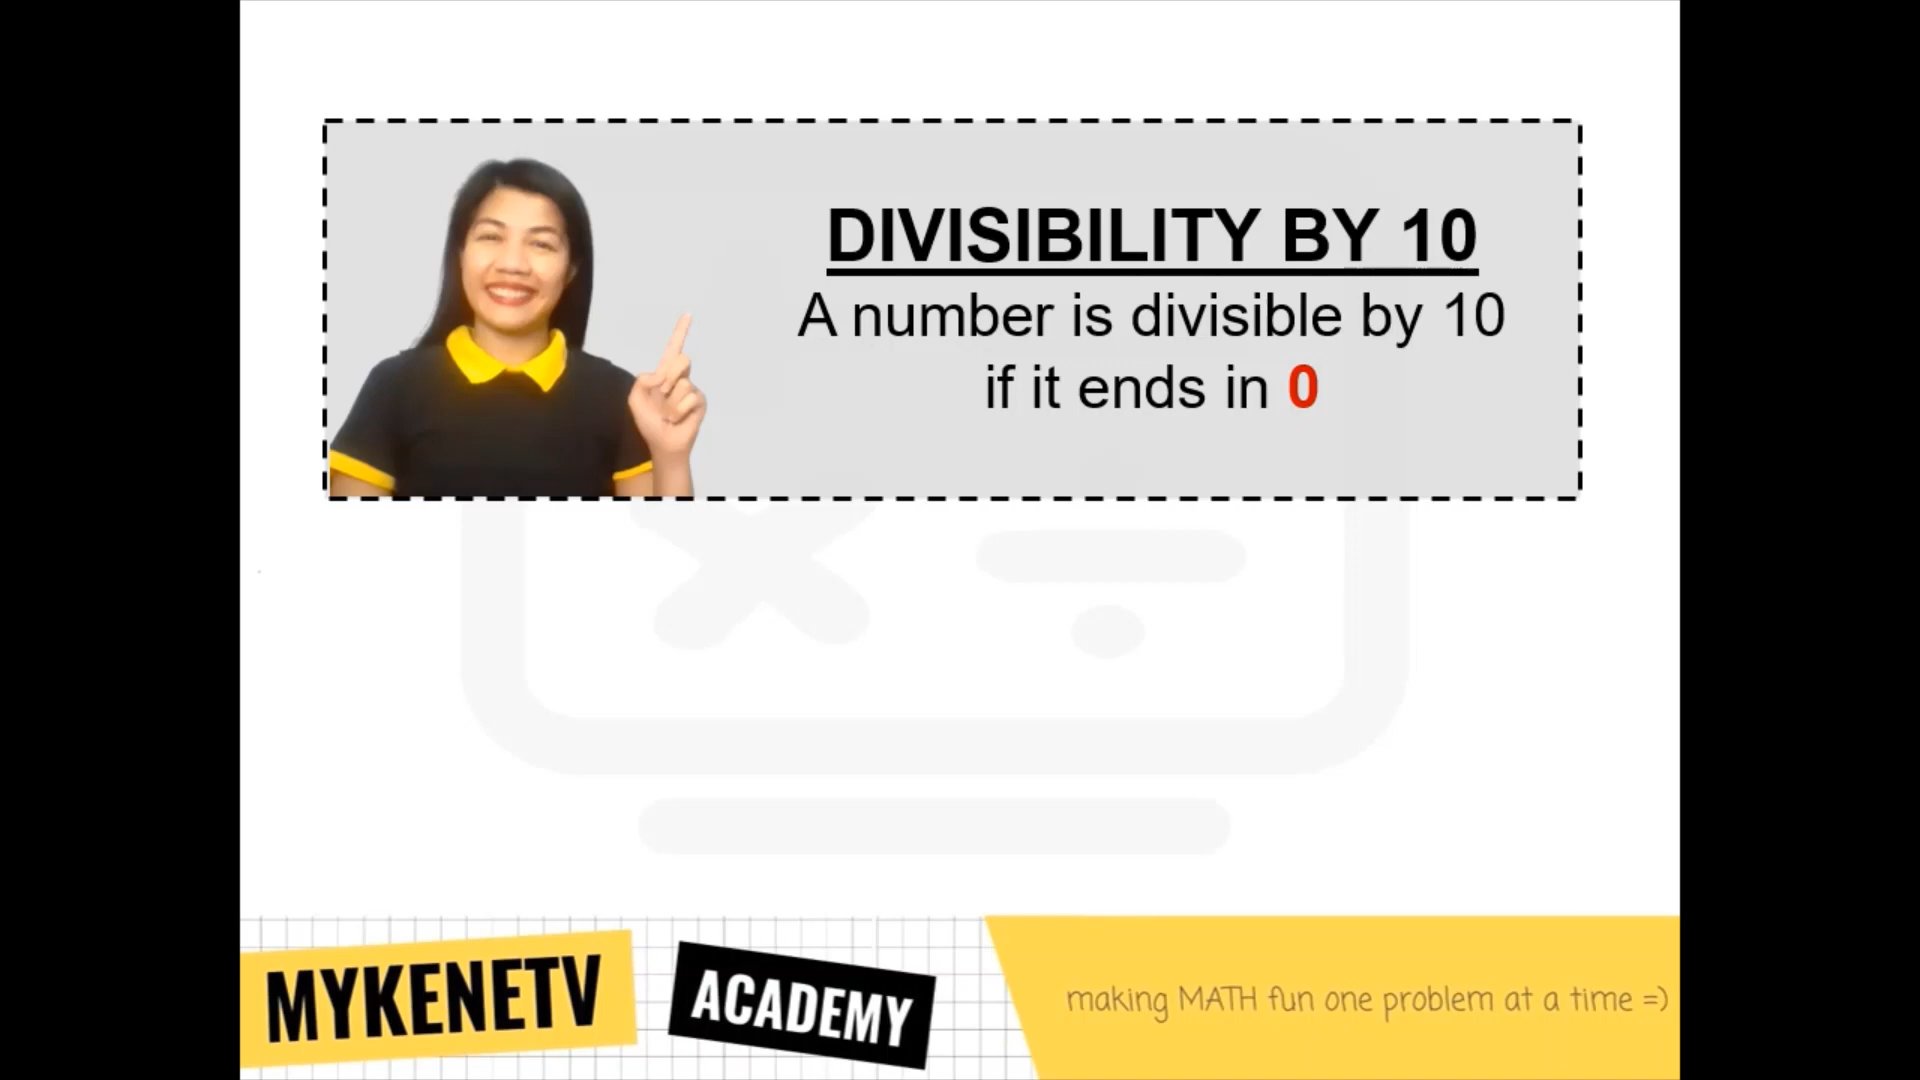 DIVISIBILITY BY 10
A number is divisible by 10
if it ends in 0
MYKENETV
ACADEMY
making MATH fun one problem at a time =)